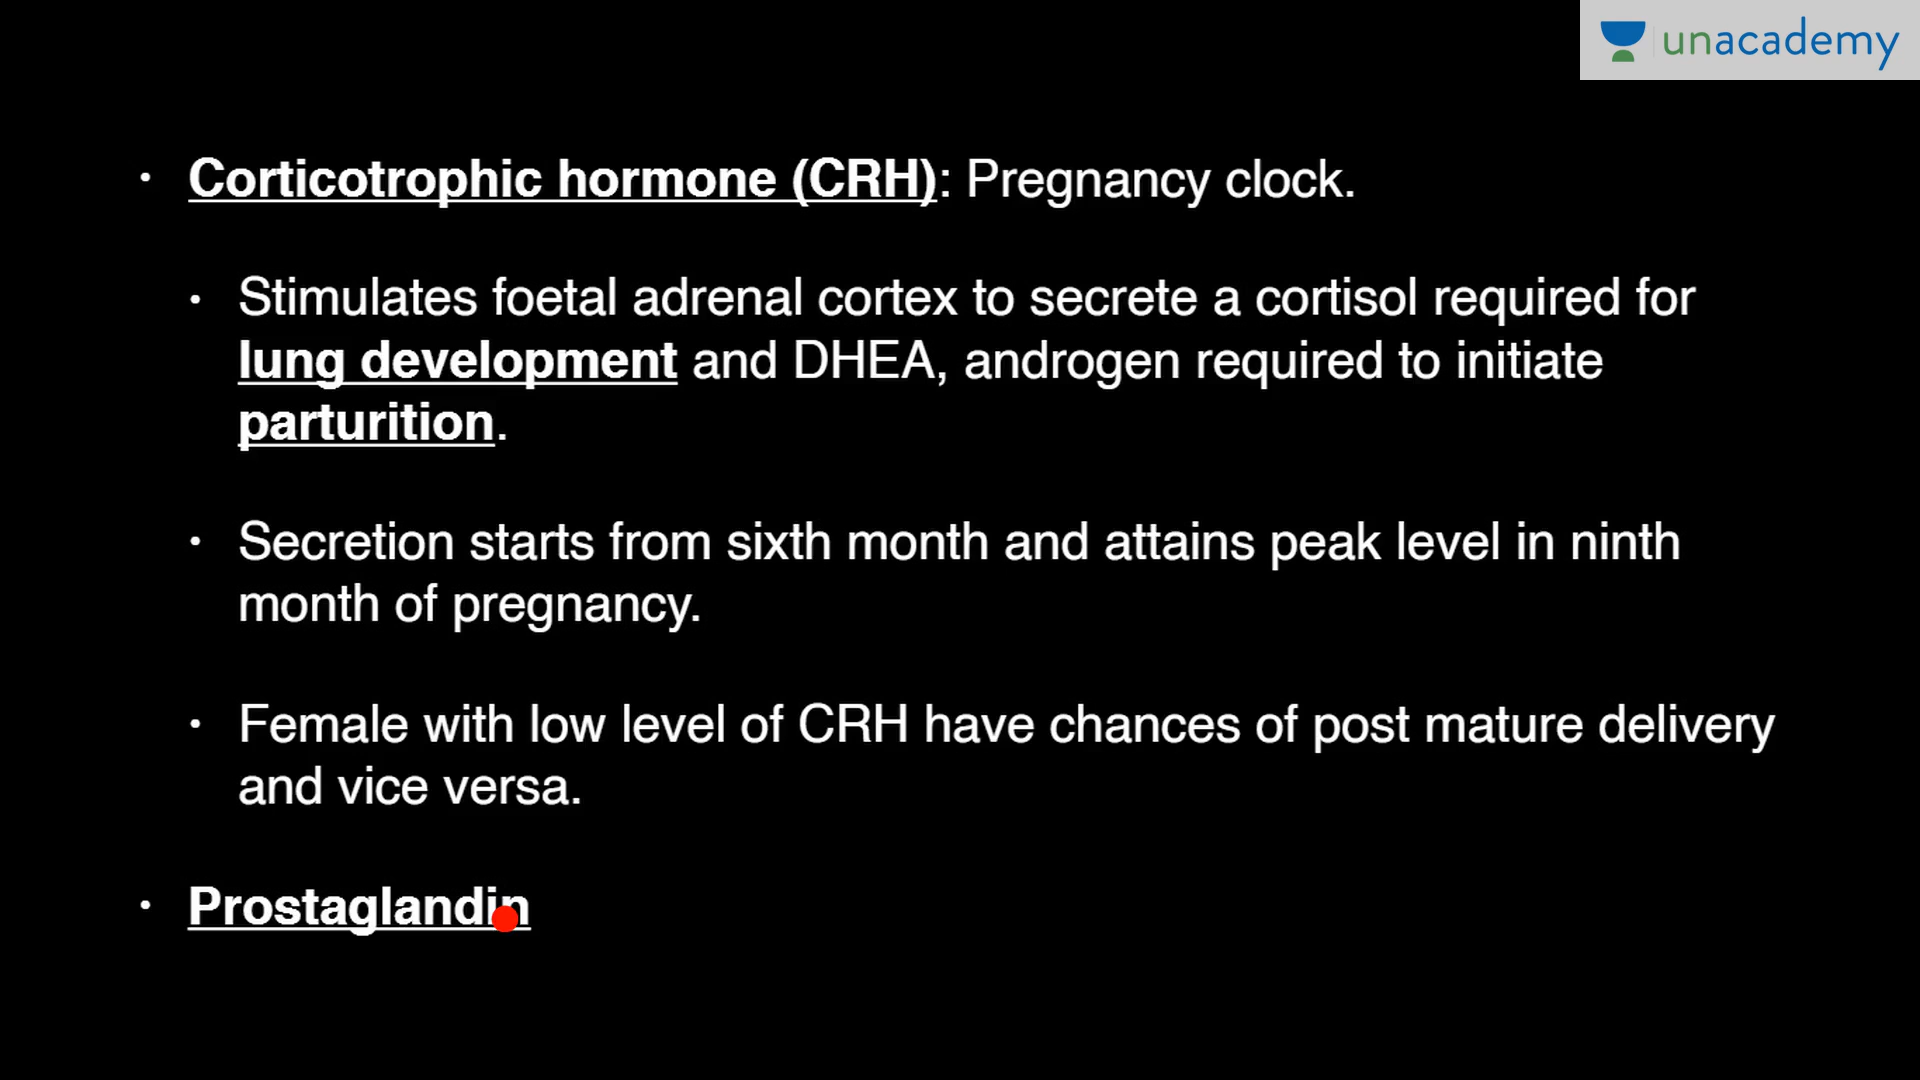 unacademy
• Corticotrophic hormone (CRH): Pregnancy clock.
• Stimulates foetal adrenal cortex to secrete a cortisol required for
lung development and DHEA, androgen required to initiate
parturition.
• Secretion starts from sixth month and attains peak level in ninth
month of pregnancy.
• Female with low level of CRH have chances of post mature delivery
and vice versa.
• Prostaglandin